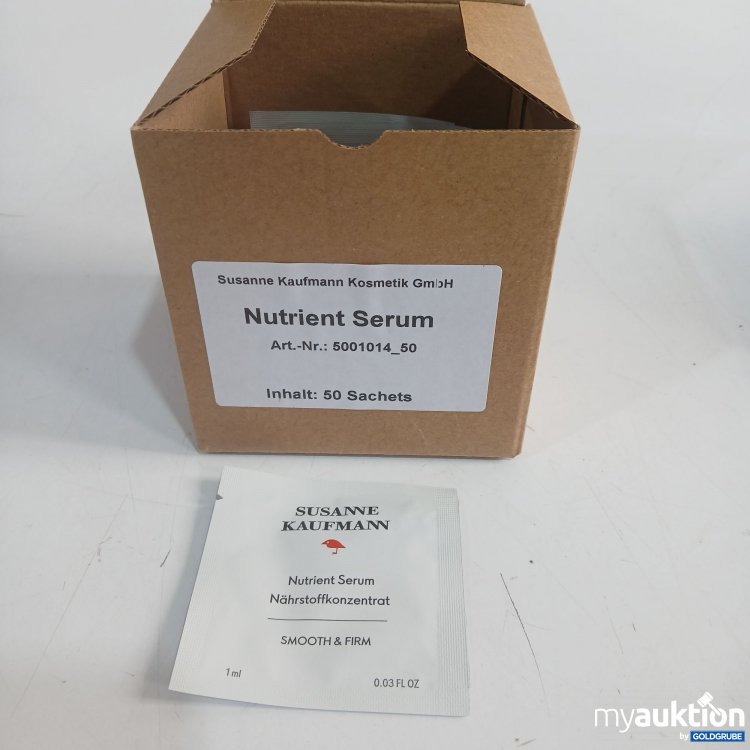 Susanne Kaufmann Kosmetik GmbH
Nutrient Serum
Art.-Nr.: 5001014_50
Inhalt: 50 Sachets
SUSANNE
KAUFMANN
Nutrient Serum
Nährstoffkonzentrat
SMOOTH & FIRM
1 ml
0.03 FL OZ
myauktion
by GOLDGRUBE